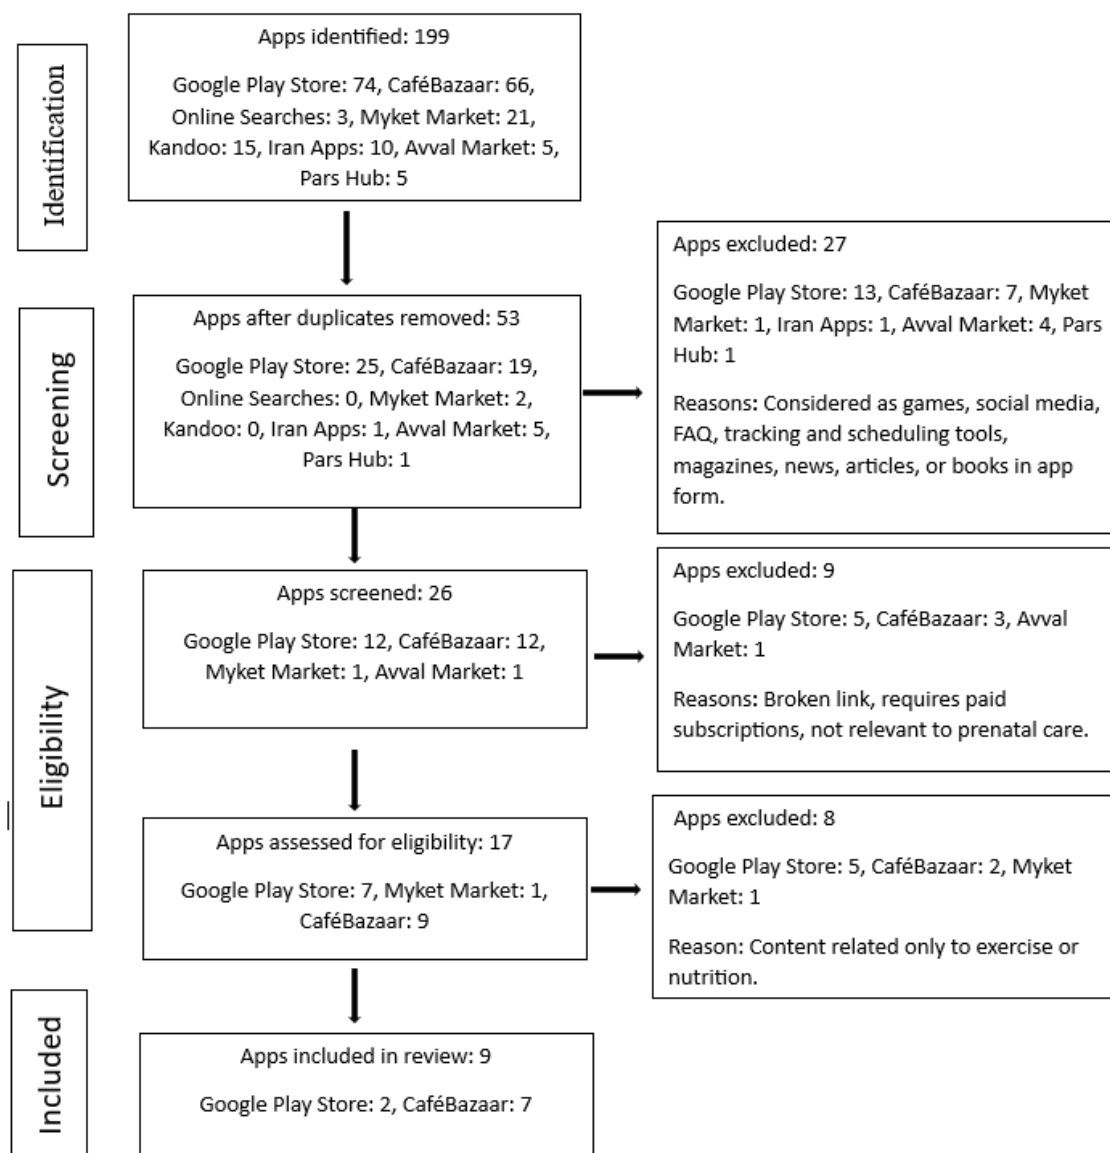 Identification
Apps identified: 199
Google Play Store: 74, CaféBazaar: 66,
Online Searches: 3, Myket Market: 21,
Kandoo: 15, Iran Apps: 10, Avval Market: 5,
Pars Hub: 5
Screening
Apps after duplicates removed: 53
Google Play Store: 25, CaféBazaar: 19,
Online Searches: 0, Myket Market: 2,
Kandoo: 0, Iran Apps: 1, Avval Market: 5,
Pars Hub: 1
Apps excluded: 27
Google Play Store: 13, CaféBazaar: 7, Myket
Market: 1, Iran Apps: 1, Avval Market: 4, Pars
Hub: 1
Reasons: Considered as games, social media,
FAQ, tracking and scheduling tools,
magazines, news, articles, or books in app
form.
Eligibility
Apps screened: 26
Google Play Store: 12, CaféBazaar: 12,
Myket Market: 1, Avval Market: 1
Apps excluded: 9
Google Play Store: 5, CaféBazaar: 3, Avval
Market: 1
Reasons: Broken link, requires paid
subscriptions, not relevant to prenatal care.
Apps assessed for eligibility: 17
Google Play Store: 7, Myket Market: 1,
CaféBazaar: 9
Apps excluded: 8
Google Play Store: 5, CaféBazaar: 2, Myket
Market: 1
Reason: Content related only to exercise or
nutrition.
Included
Apps included in review: 9
Google Play Store: 2, CaféBazaar: 7